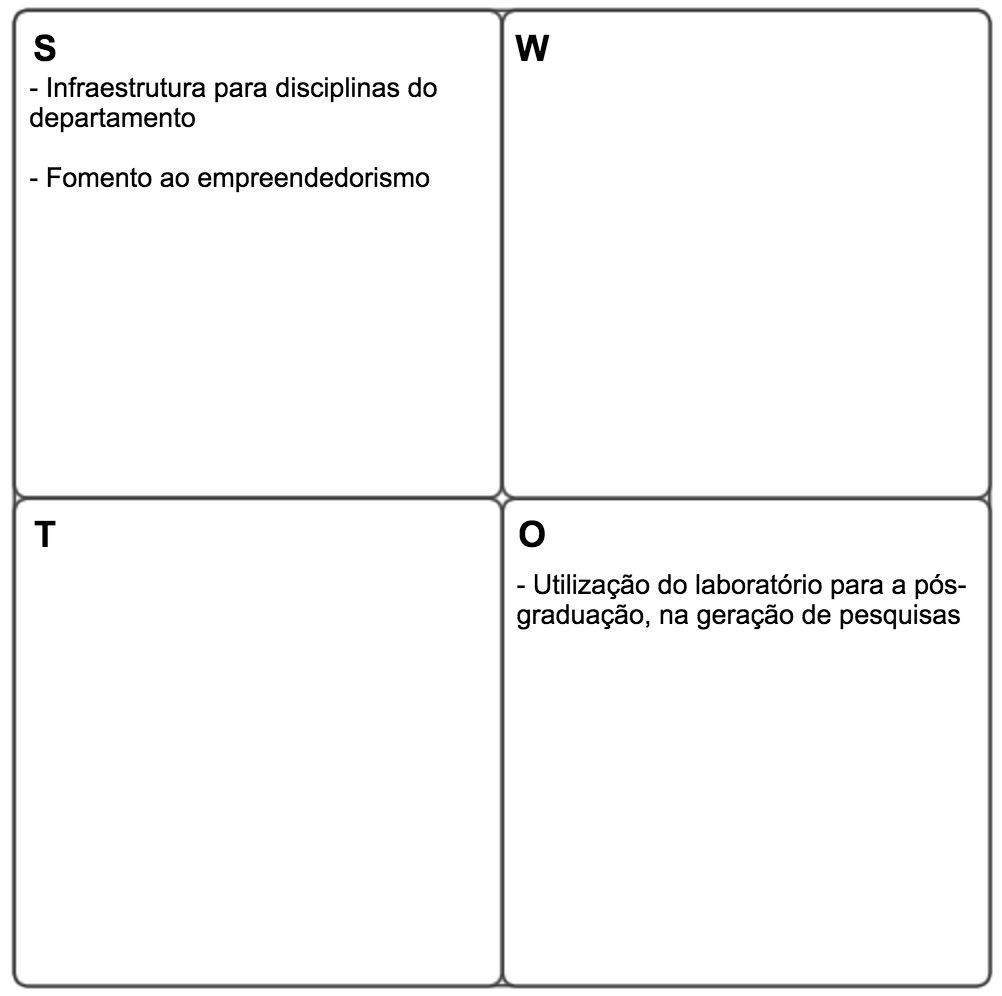 S
- Infraestrutura para disciplinas do
departamento
- Fomento ao empreendedorismo
W
T
O
- Utilização do laboratório para a pós-
graduação, na geração de pesquisas